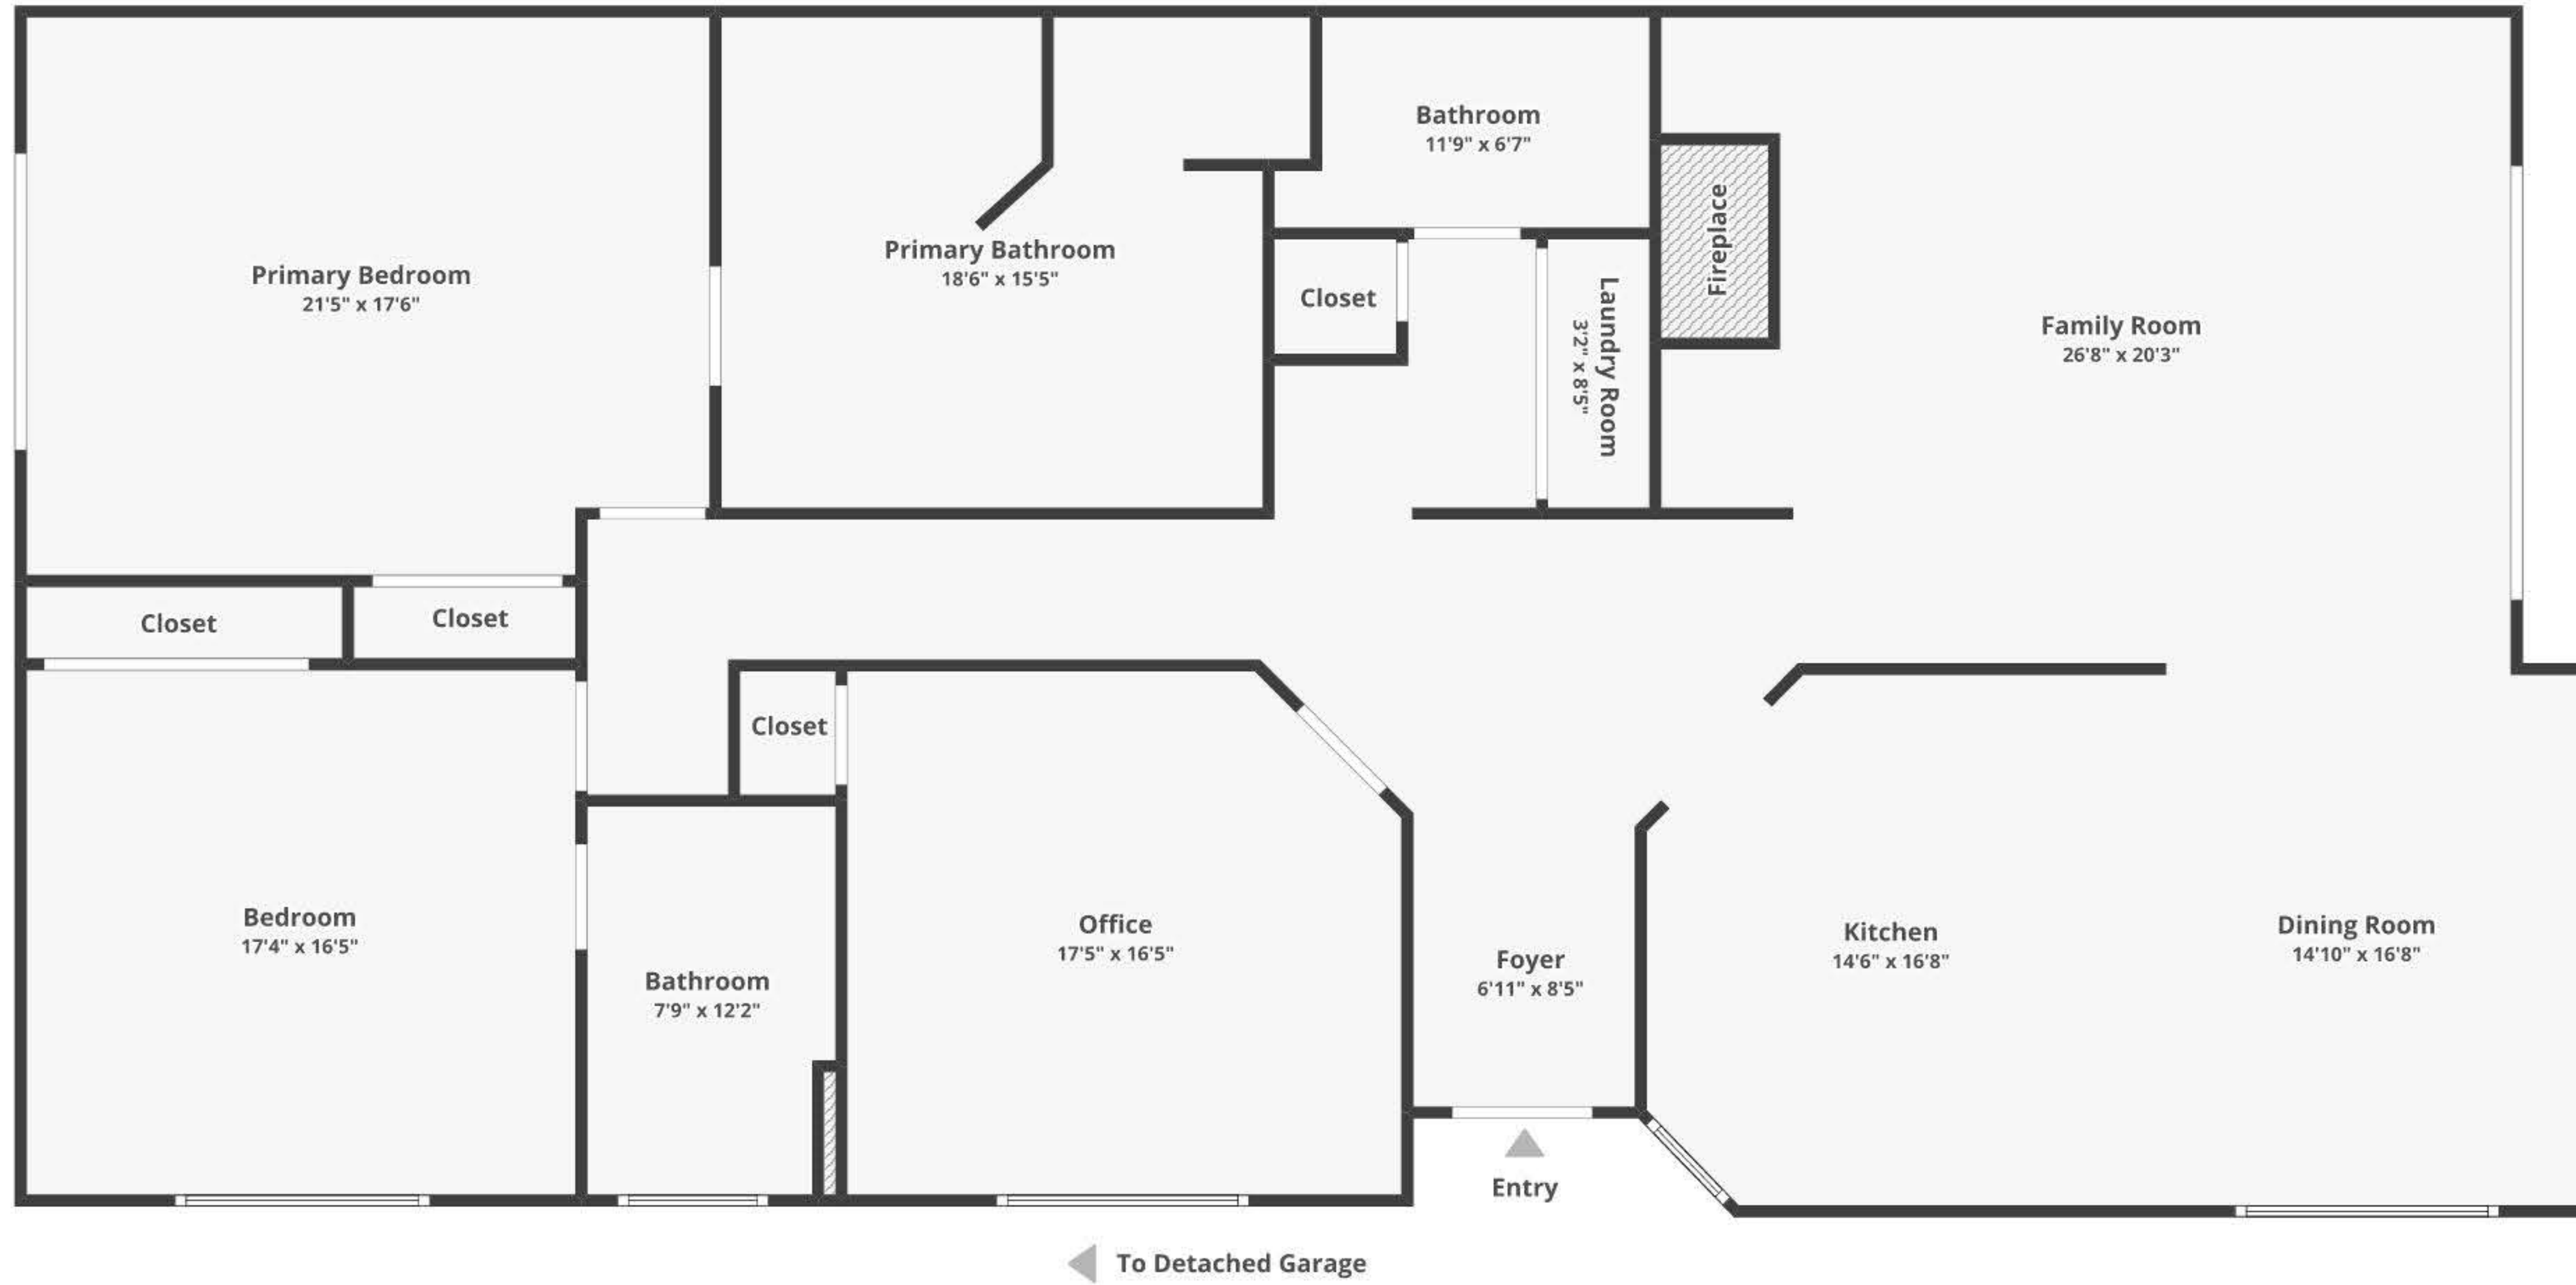 Bathroom
11'9" x 6'7"
Primary Bedroom
21'5" x 17'6"
Primary Bathroom
18'6" x 15'5"
Closet
Laundry Room
3'2" x 8'5"
Fireplace
Family Room
26'8" x 20'3"
Closet
Closet
Closet
Bedroom
17'4" x 16'5"
Bathroom
7'9" x 12'2"
Office
17'5" x 16'5"
Foyer
6'11" x 8'5"
Kitchen
14'6" x 16'8"
Dining Room
14'10" x 16'8"
Entry
To Detached Garage